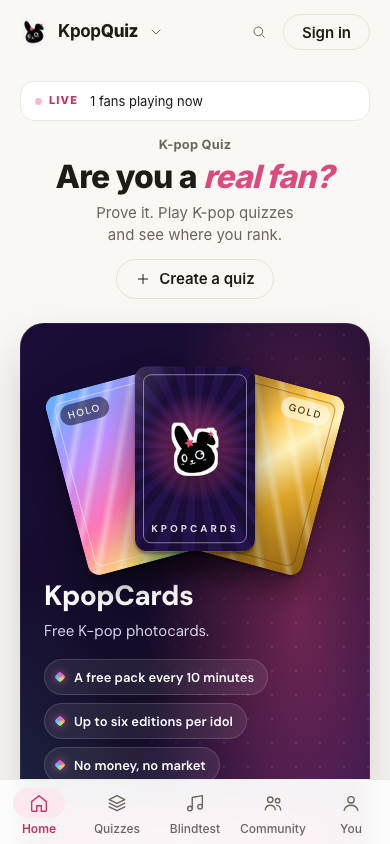 KpopQuiz
Sign in
LIVE 1 fans playing now
K-pop Quiz
Are you a real fan?
Prove it. Play K-pop quizzes
and see where you rank.
Create a quiz
HOLO
GOLD
KPOPCARDS
KpopCards
Free K-pop photocards.
A free pack every 10 minutes
Up to six editions per idol
No money, no market
Home Quizzes Blindtest Community You